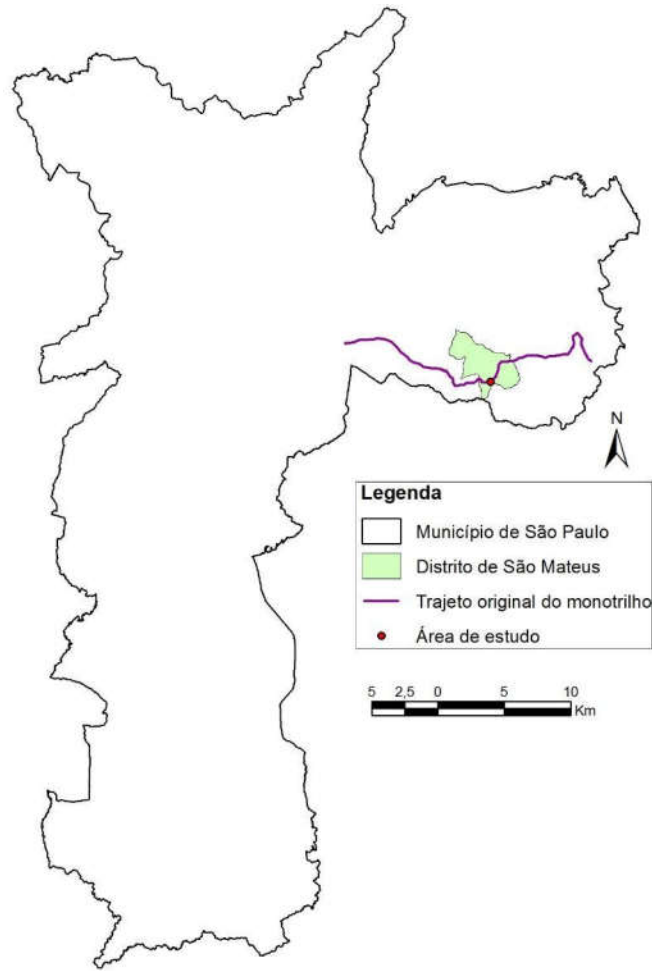 N
Legenda
Município de São Paulo
Distrito de São Mateus
Trajeto original do monotrilho
Área de estudo
5 2,5 0 5 10
Km